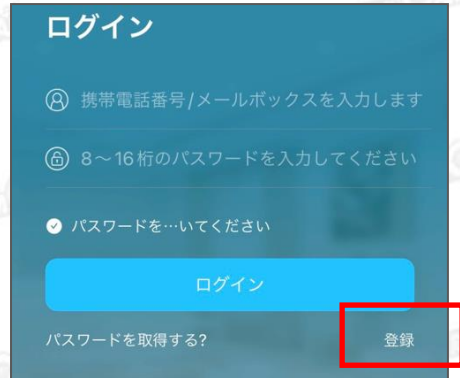 ログイン
携帯電話番号/メールボックスを入力します
8～16桁のパスワードを入力してください
パスワードを…いてください
ログイン
パスワードを取得する?
登録